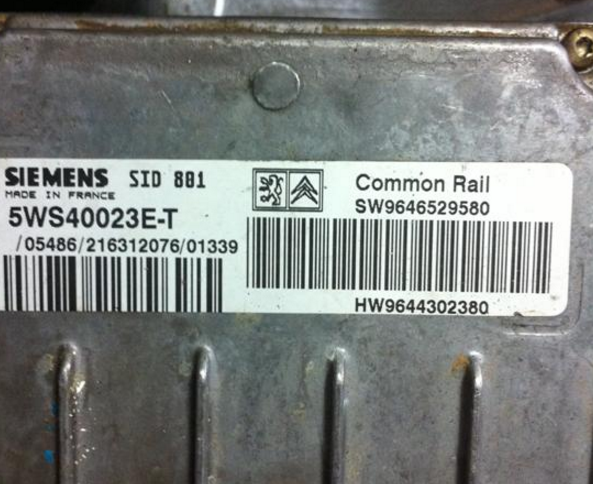 SIEMENS SID 801
MADE IN FRANCE
5WS40023E-T
/05486/216312076/01339
Common Rail
SW9646529580
HW9644302380